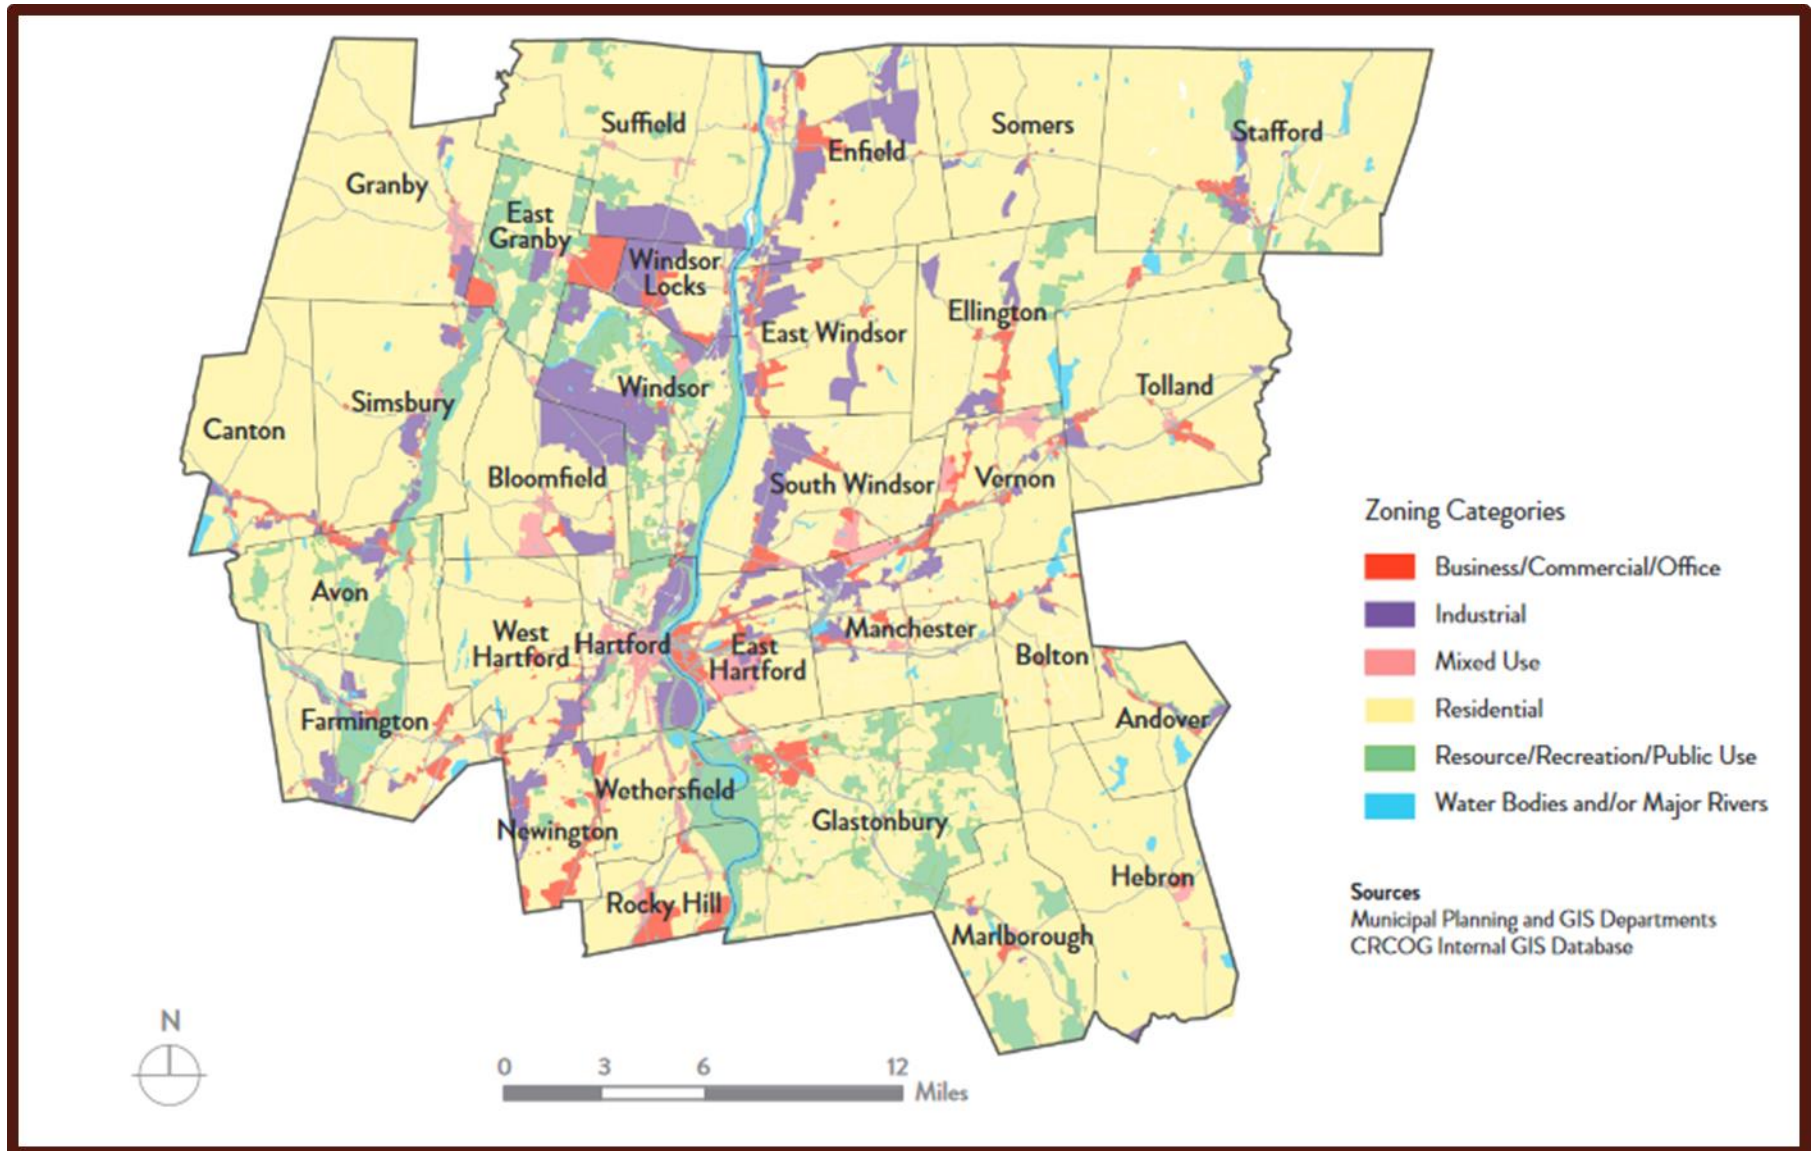 Suffield
Enfield
Somers
Stafford
Granby
East
Granby
Windsor
Locks
East Windsor
Ellington
Windsor
Simsbury
Tolland
Canton
Bloomfield
South Windsor
Vernon
Avon
West
Hartford
Hartford
East
Hartford
Manchester
Bolton
Andover
Farmington
Wethersfield
Newington
Glastonbury
Hebron
Rocky Hill
Marlborough
Zoning Categories
Business/Commercial/Office
Industrial
Mixed Use
Residential
Resource/Recreation/Public Use
Water Bodies and/or Major Rivers
Sources
Municipal Planning and GIS Departments
CRCOG Internal GIS Database
N
0 3 6 12
Miles